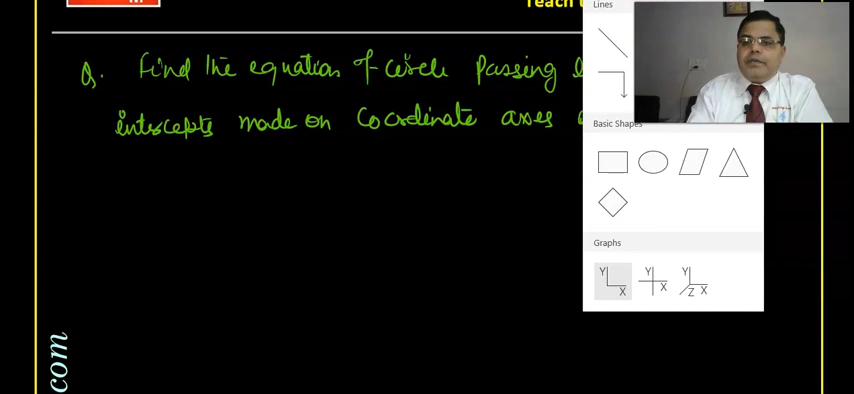 Teach
Lines
Q. Find the equation of circle Passing
intercepts made on Coordinate axes
Basic Shapes
Graphs
Y X Y X Y Z X
com